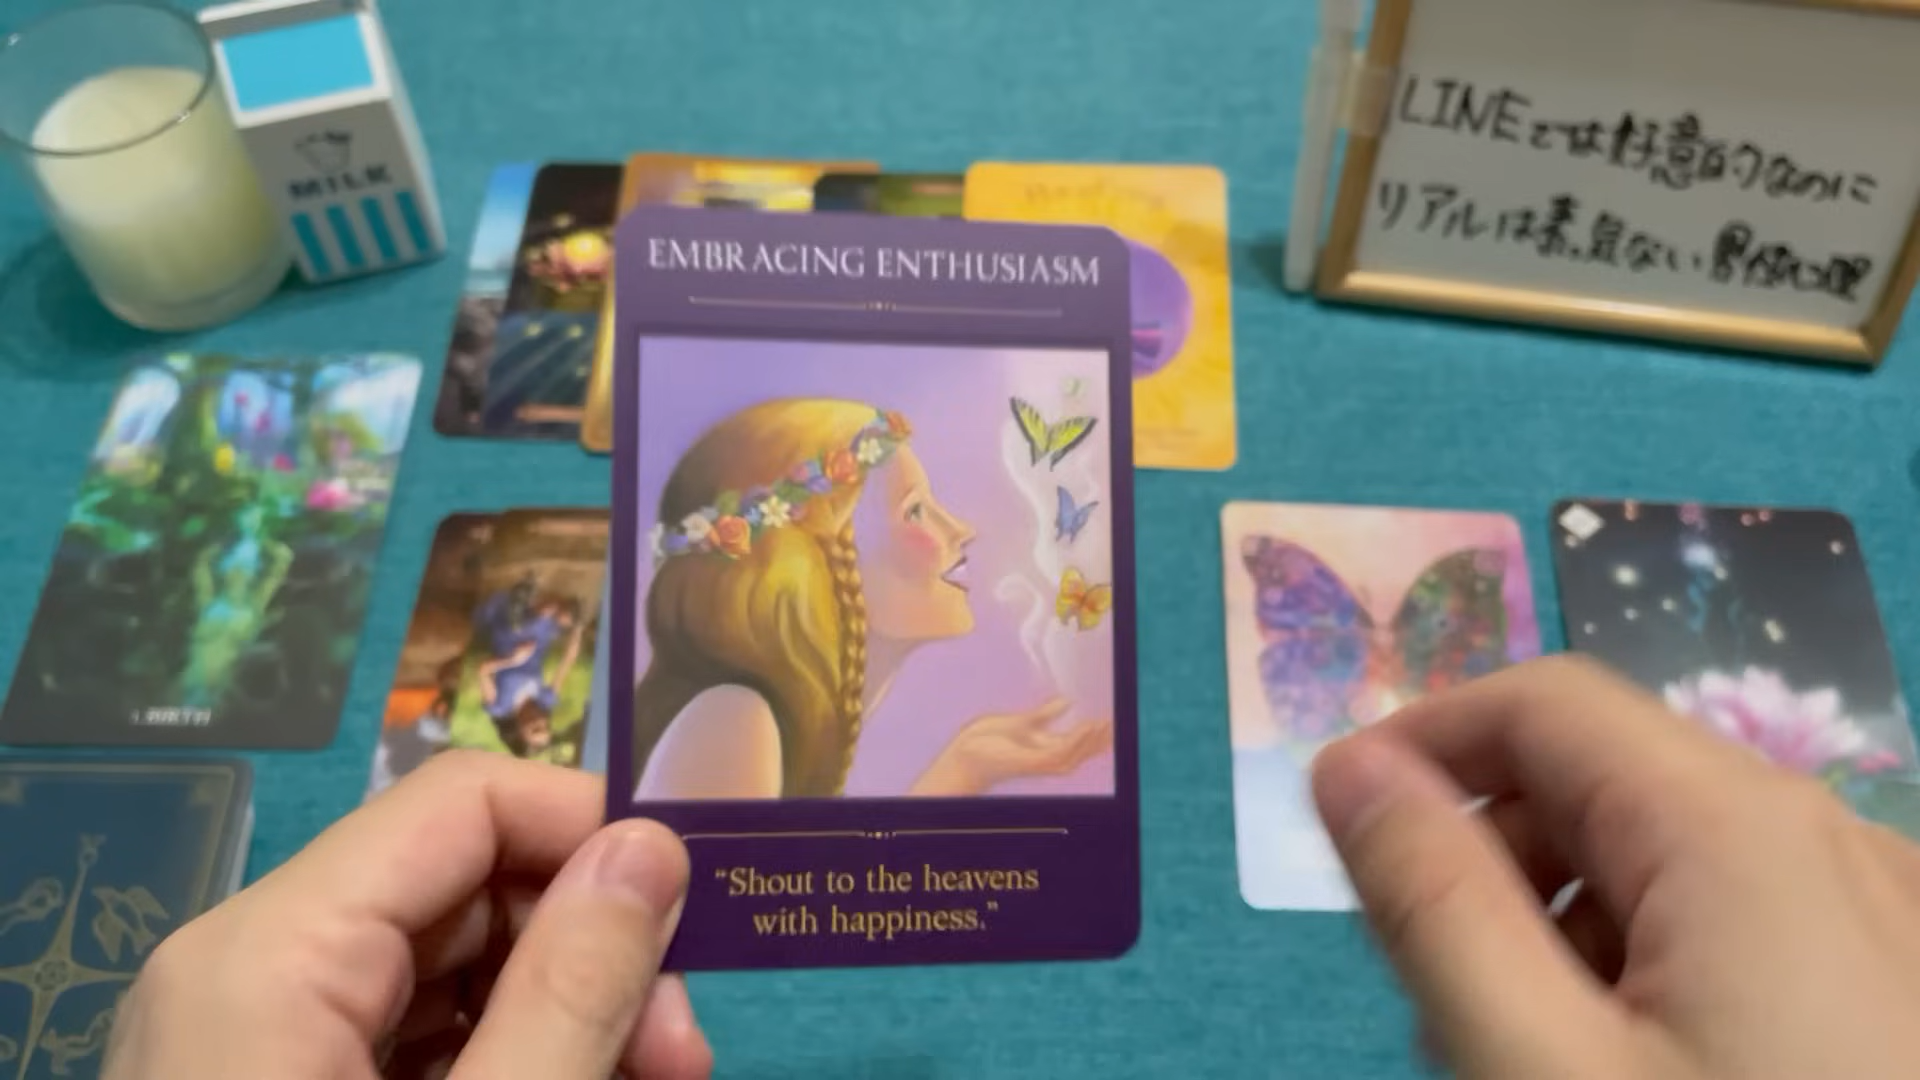 LINEでは好意的なのに
リアルは素気ない男性心理
MILK
EMBRACING ENTHUSIASM
"Shout to the heavens
with happiness."
BIRTH